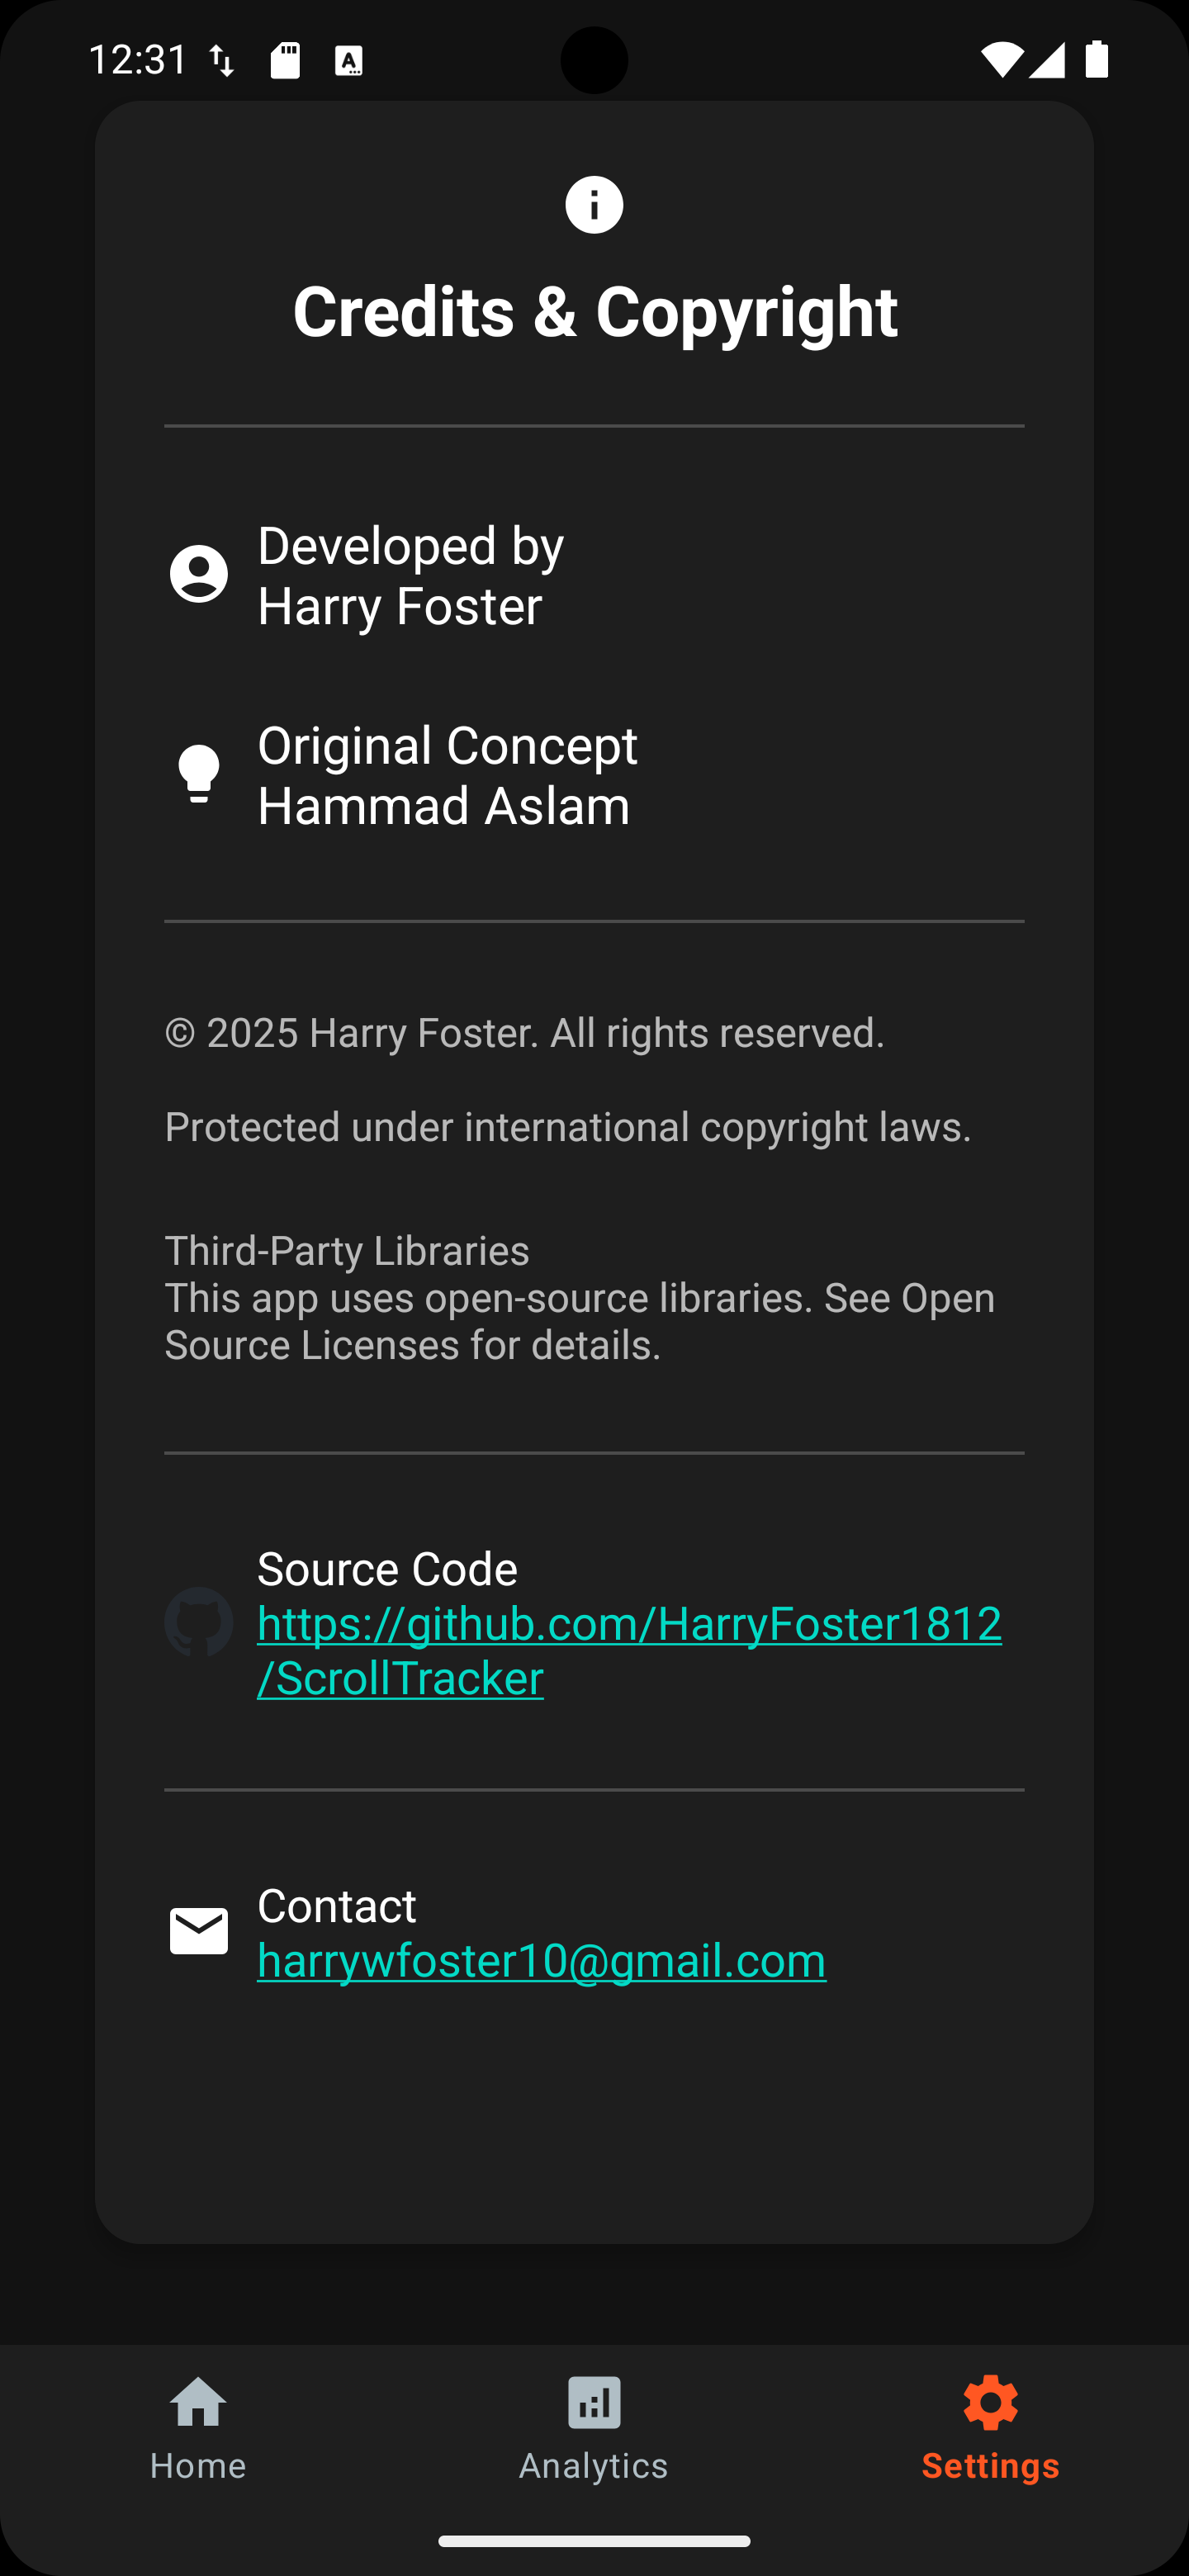 12:31
Credits & Copyright
Developed by
Harry Foster
Original Concept
Hammad Aslam
© 2025 Harry Foster. All rights reserved.
Protected under international copyright laws.
Third-Party Libraries
This app uses open-source libraries. See Open
Source Licenses for details.
Source Code
https://github.com/HarryFoster1812
/ScrollTracker
Contact
harrywfoster10@gmail.com
Home
Analytics
Settings